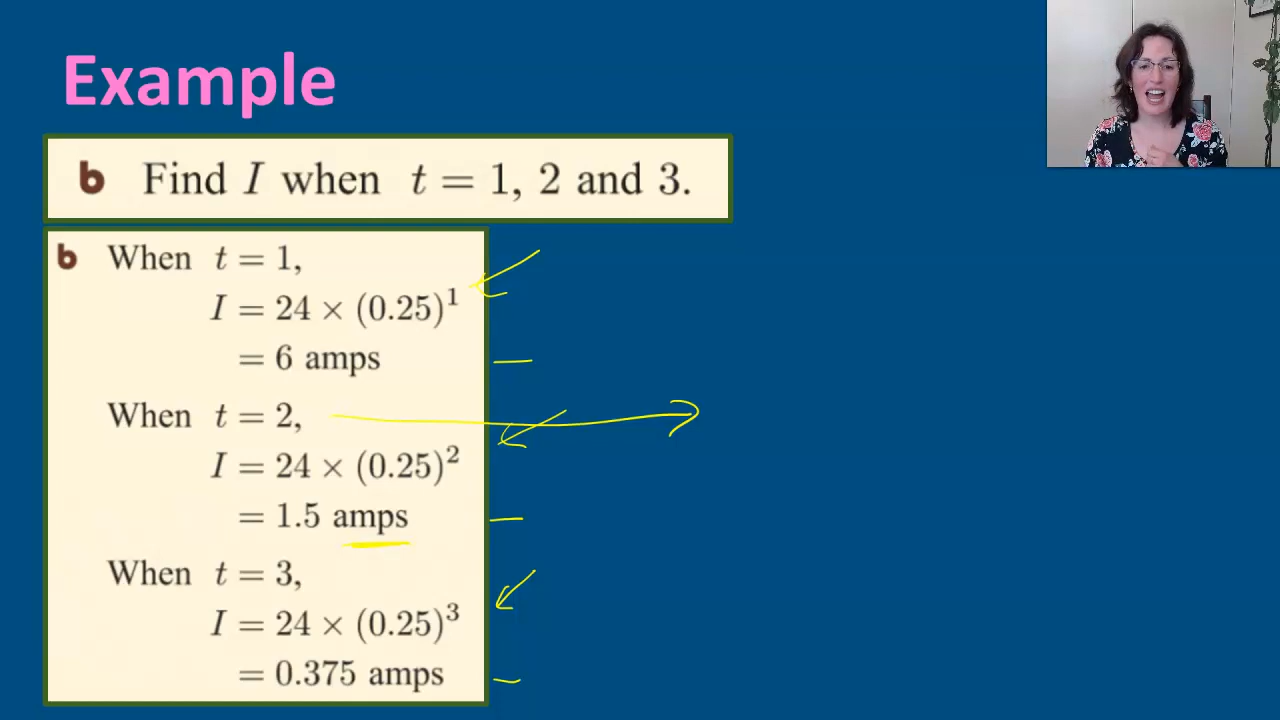 Example
b Find I when t = 1, 2 and 3.
b When t = 1,
I = 24 × (0.25)¹
= 6 amps
When t = 2,
I = 24 × (0.25)²
= 1.5 amps
When t = 3,
I = 24 × (0.25)³
= 0.375 amps